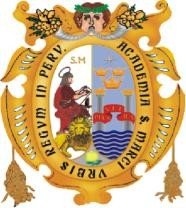 ACADEMIA S. MARCI VRBIS REGVM IN PERV.
S M